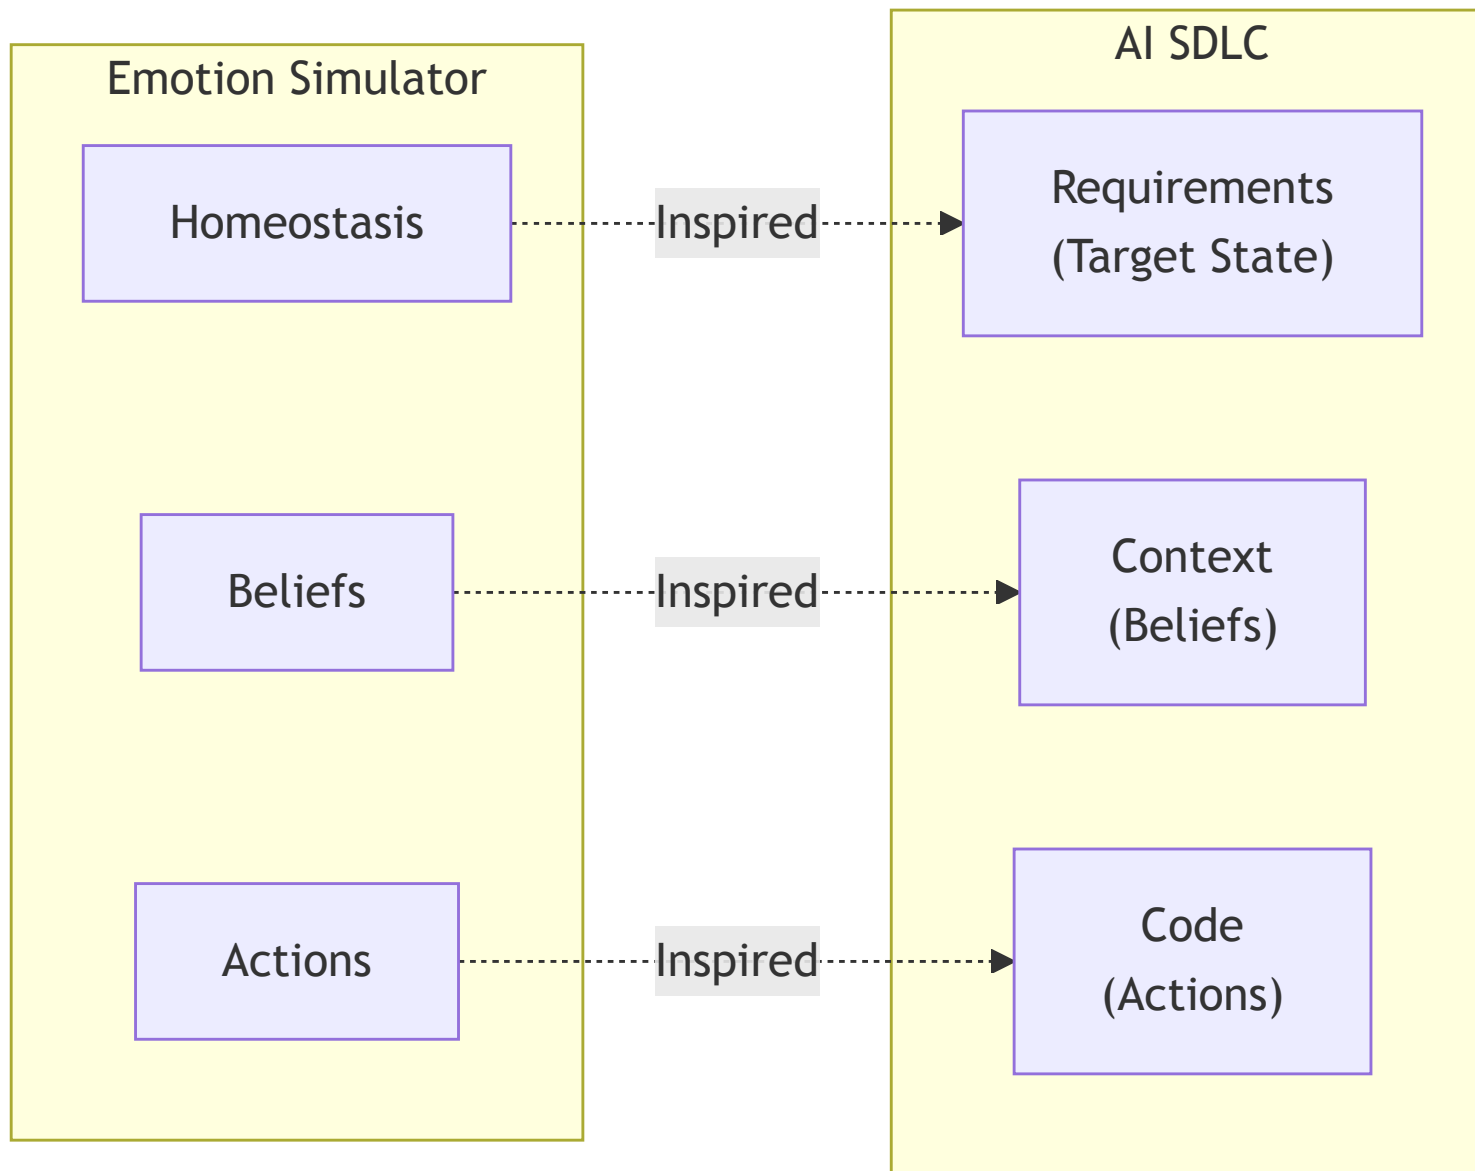 Emotion Simulator
AI SDLC
Homeostasis
Inspired
Requirements
(Target State)
Beliefs
Inspired
Context
(Beliefs)
Actions
Inspired
Code
(Actions)